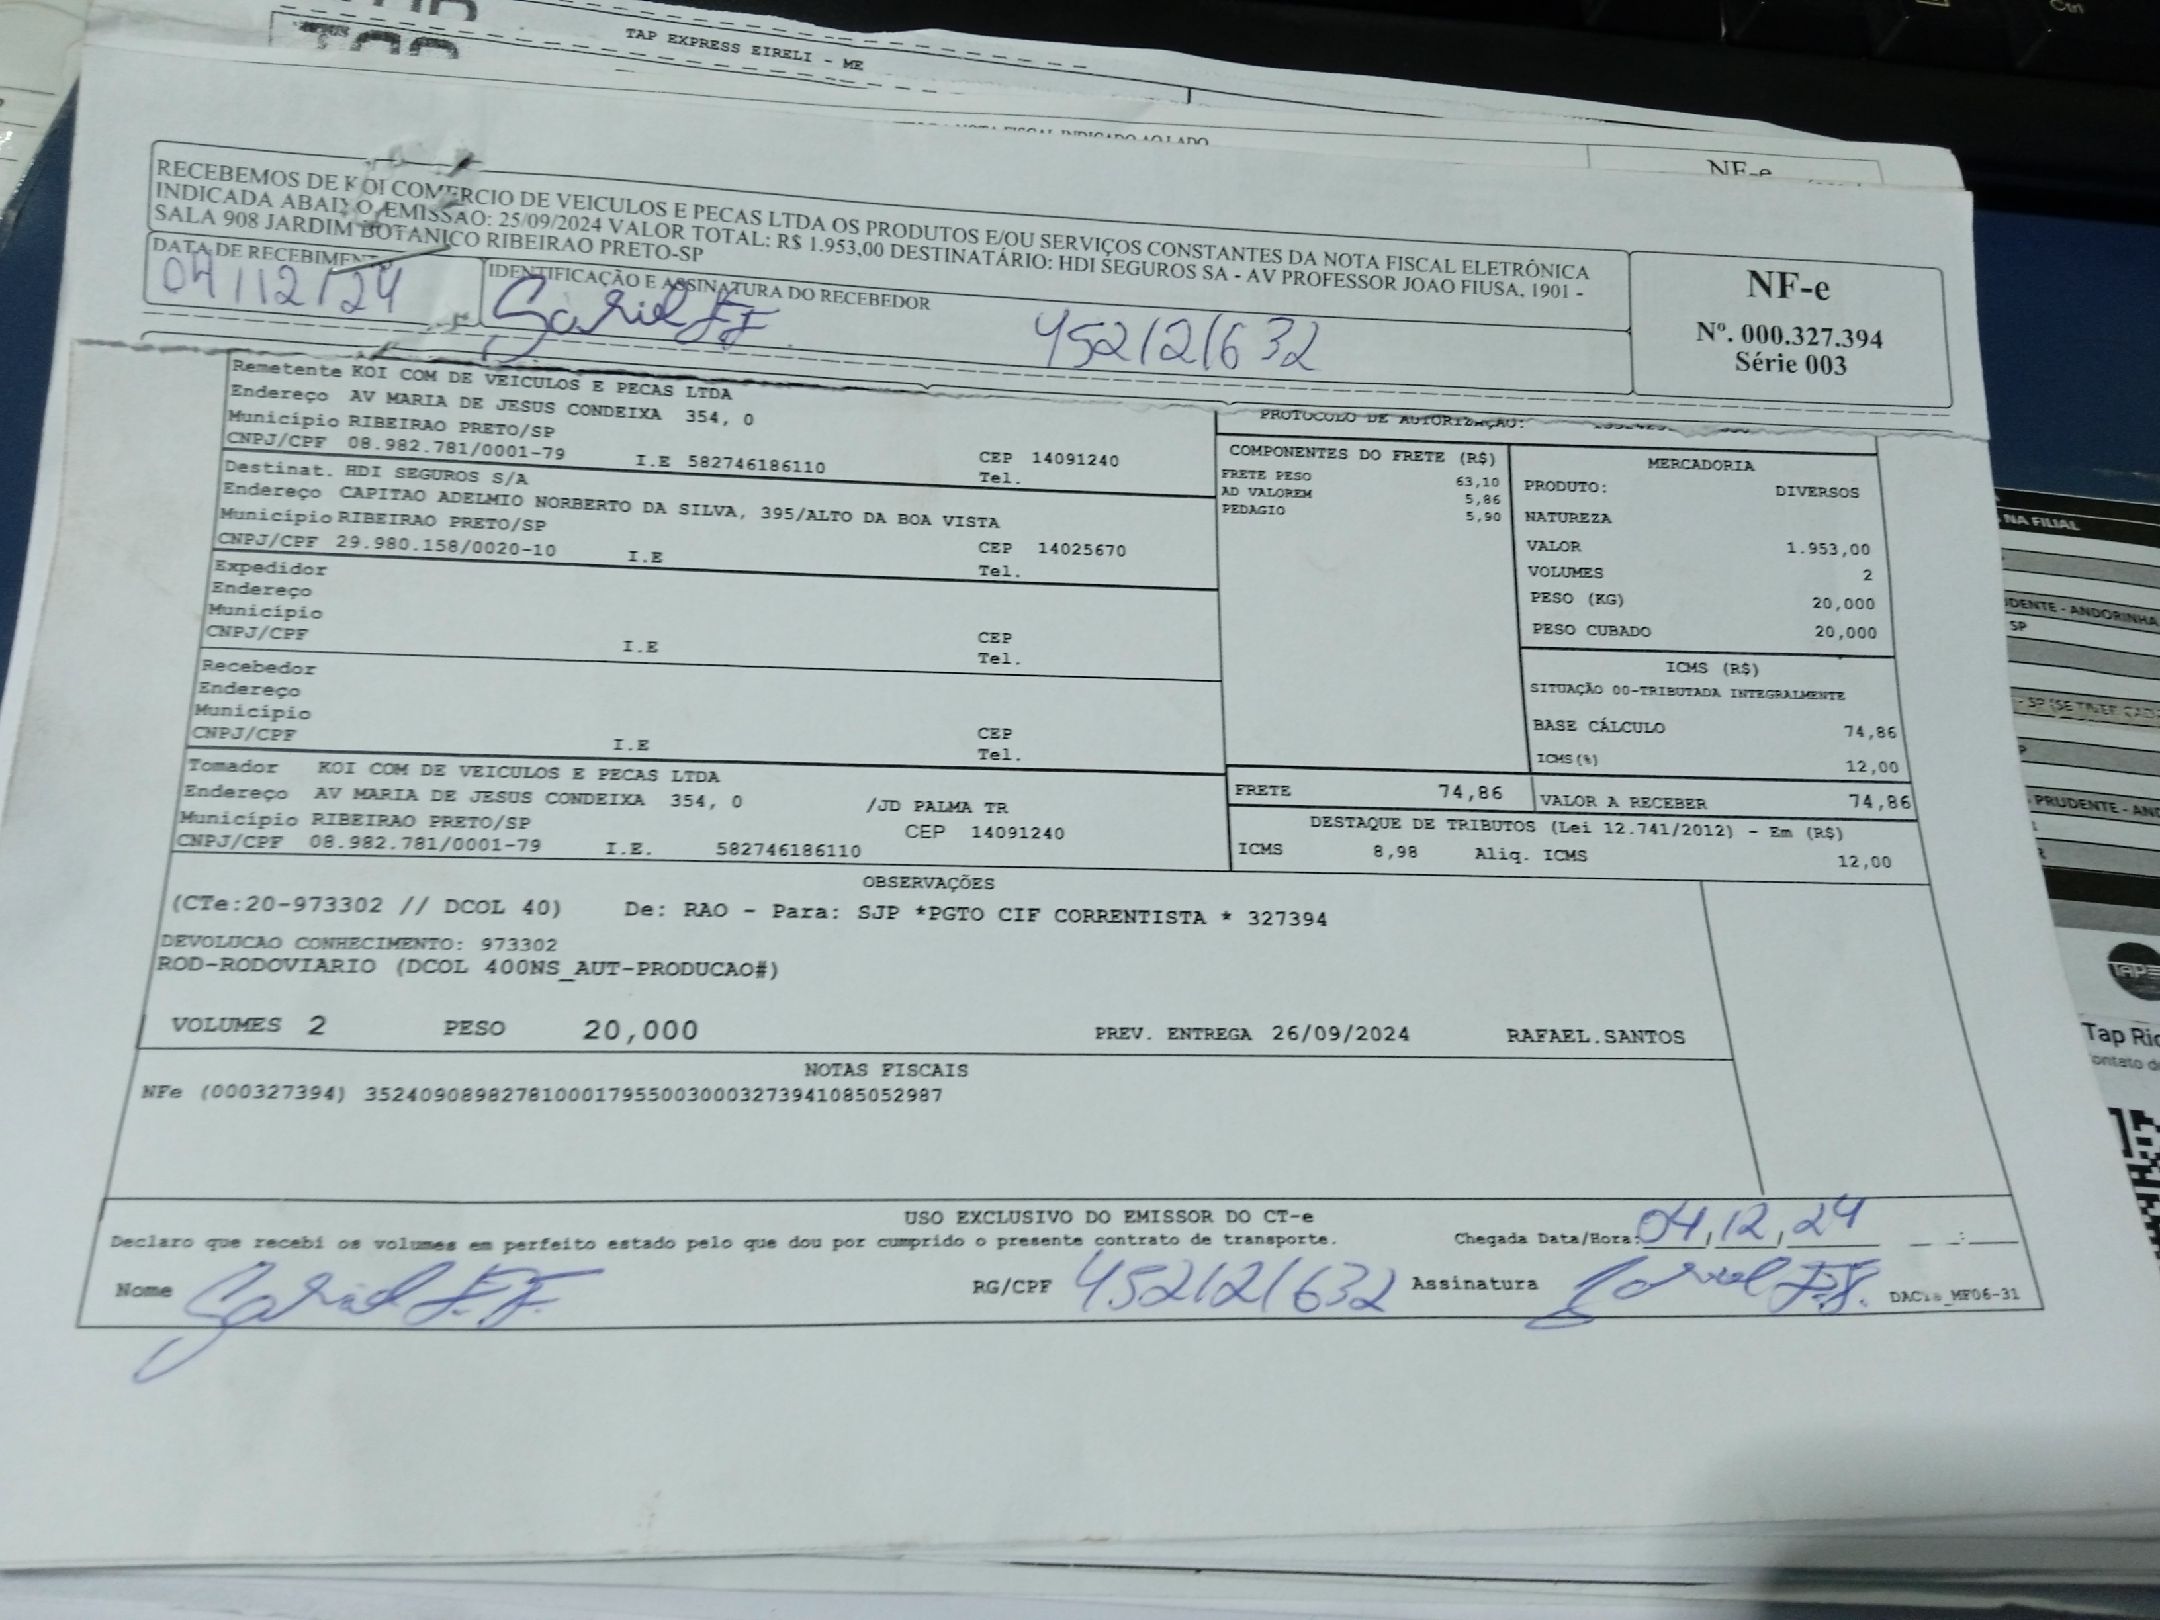 TAP EXPRESS EIRELI - ME
NF-e
RECEBEMOS DE KOI COMERCIO DE VEICULOS E PECAS LTDA OS PRODUTOS E/OU SERVIÇOS CONSTANTES DA NOTA FISCAL ELETRÔNICA
INDICADA ABAIXO. EMISSAO: 25/09/2024 VALOR TOTAL: R$ 1.953,00 DESTINATÁRIO: HDI SEGUROS SA - AV PROFESSOR JOAO FIUSA, 1901 -
SALA 908 JARDIM BOTANICO RIBEIRAO PRETO-SP
DATA DE RECEBIMENTO
04/12/24
IDENTIFICAÇÃO E ASSINATURA DO RECEBEDOR
452121632
NF-e
Nº. 000.327.394
Série 003
Remetente KOI COM DE VEICULOS E PECAS LTDA
Endereço AV MARIA DE JESUS CONDEIXA 354, 0
Município RIBEIRAO PRETO/SP
CNPJ/CPF 08.982.781/0001-79 I.E 582746186110 CEP 14091240
Tel.
Destinat. HDI SEGUROS S/A
Endereço CAPITAO ADELMIO NORBERTO DA SILVA, 395/ALTO DA BOA VISTA
Município RIBEIRAO PRETO/SP
CNPJ/CPF 29.980.158/0020-10 I.E CEP 14025670
Tel.
Expedidor
Endereço
Município
CNPJ/CPF I.E CEP
Tel.
Recebedor
Endereço
Município
CNPJ/CPF I.E CEP
Tel.
Tomador KOI COM DE VEICULOS E PECAS LTDA
Endereço AV MARIA DE JESUS CONDEIXA 354, 0 /JD PALMA TR
Município RIBEIRAO PRETO/SP CEP 14091240
CNPJ/CPF 08.982.781/0001-79 I.E. 582746186110
PROTOCOLO DE AUTORIZAÇÃO:
COMPONENTES DO FRETE (R$)
FRETE PESO 63,10
AD VALOREM 5,86
PEDAGIO 5,90
MERCADORIA
PRODUTO: DIVERSOS
NATUREZA
VALOR 1.953,00
VOLUMES 2
PESO (KG) 20,000
PESO CUBADO 20,000
ICMS (R$)
SITUAÇÃO 00-TRIBUTADA INTEGRALMENTE
BASE CÁLCULO 74,86
ICMS(%) 12,00
FRETE 74,86 VALOR A RECEBER 74,86
DESTAQUE DE TRIBUTOS (Lei 12.741/2012) - Em (R$)
ICMS 8,98 Aliq. ICMS 12,00
OBSERVAÇÕES
(CTe:20-973302 // DCOL 40) De: RAO - Para: SJP *PGTO CIF CORRENTISTA * 327394
DEVOLUCAO CONHECIMENTO: 973302
ROD-RODOVIARIO (DCOL 400NS_AUT-PRODUCAO#)
VOLUMES 2 PESO 20,000 PREV. ENTREGA 26/09/2024 RAFAEL.SANTOS
NOTAS FISCAIS
NFe (000327394) 35240908982781000179550030003273941085052987
USO EXCLUSIVO DO EMISSOR DO CT-e
Declaro que recebi os volumes em perfeito estado pelo que dou por cumprido o presente contrato de transporte. Chegada Data/Hora: 04/12/24
Nome RG/CPF 452121632 Assinatura
NA FILIAL
UDENTE - ANDORINHA
SP
PRUDENTE - AND
TAP
Tap Rio
ontato d
Ctrl